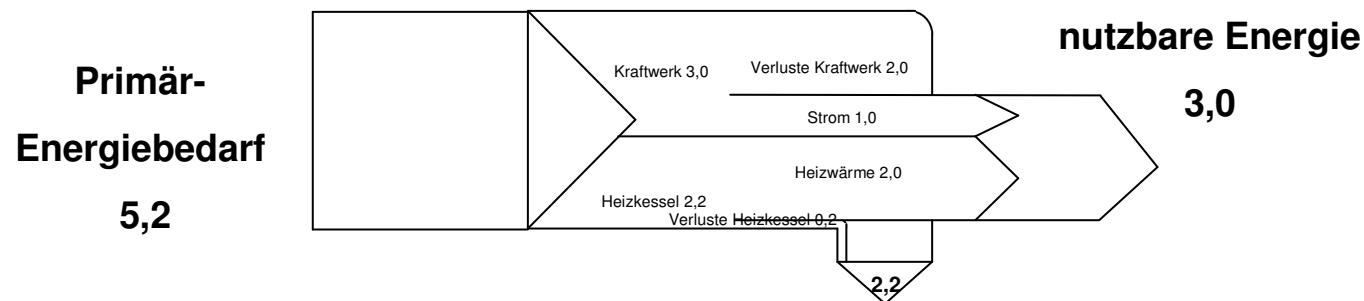 Primär-
Energiebedarf
5,2
Kraftwerk 3,0
Verluste Kraftwerk 2,0
Strom 1,0
Heizwärme 2,0
Heizkessel 2,2
Verluste Heizkessel 0,2
2,2
nutzbare Energie
3,0